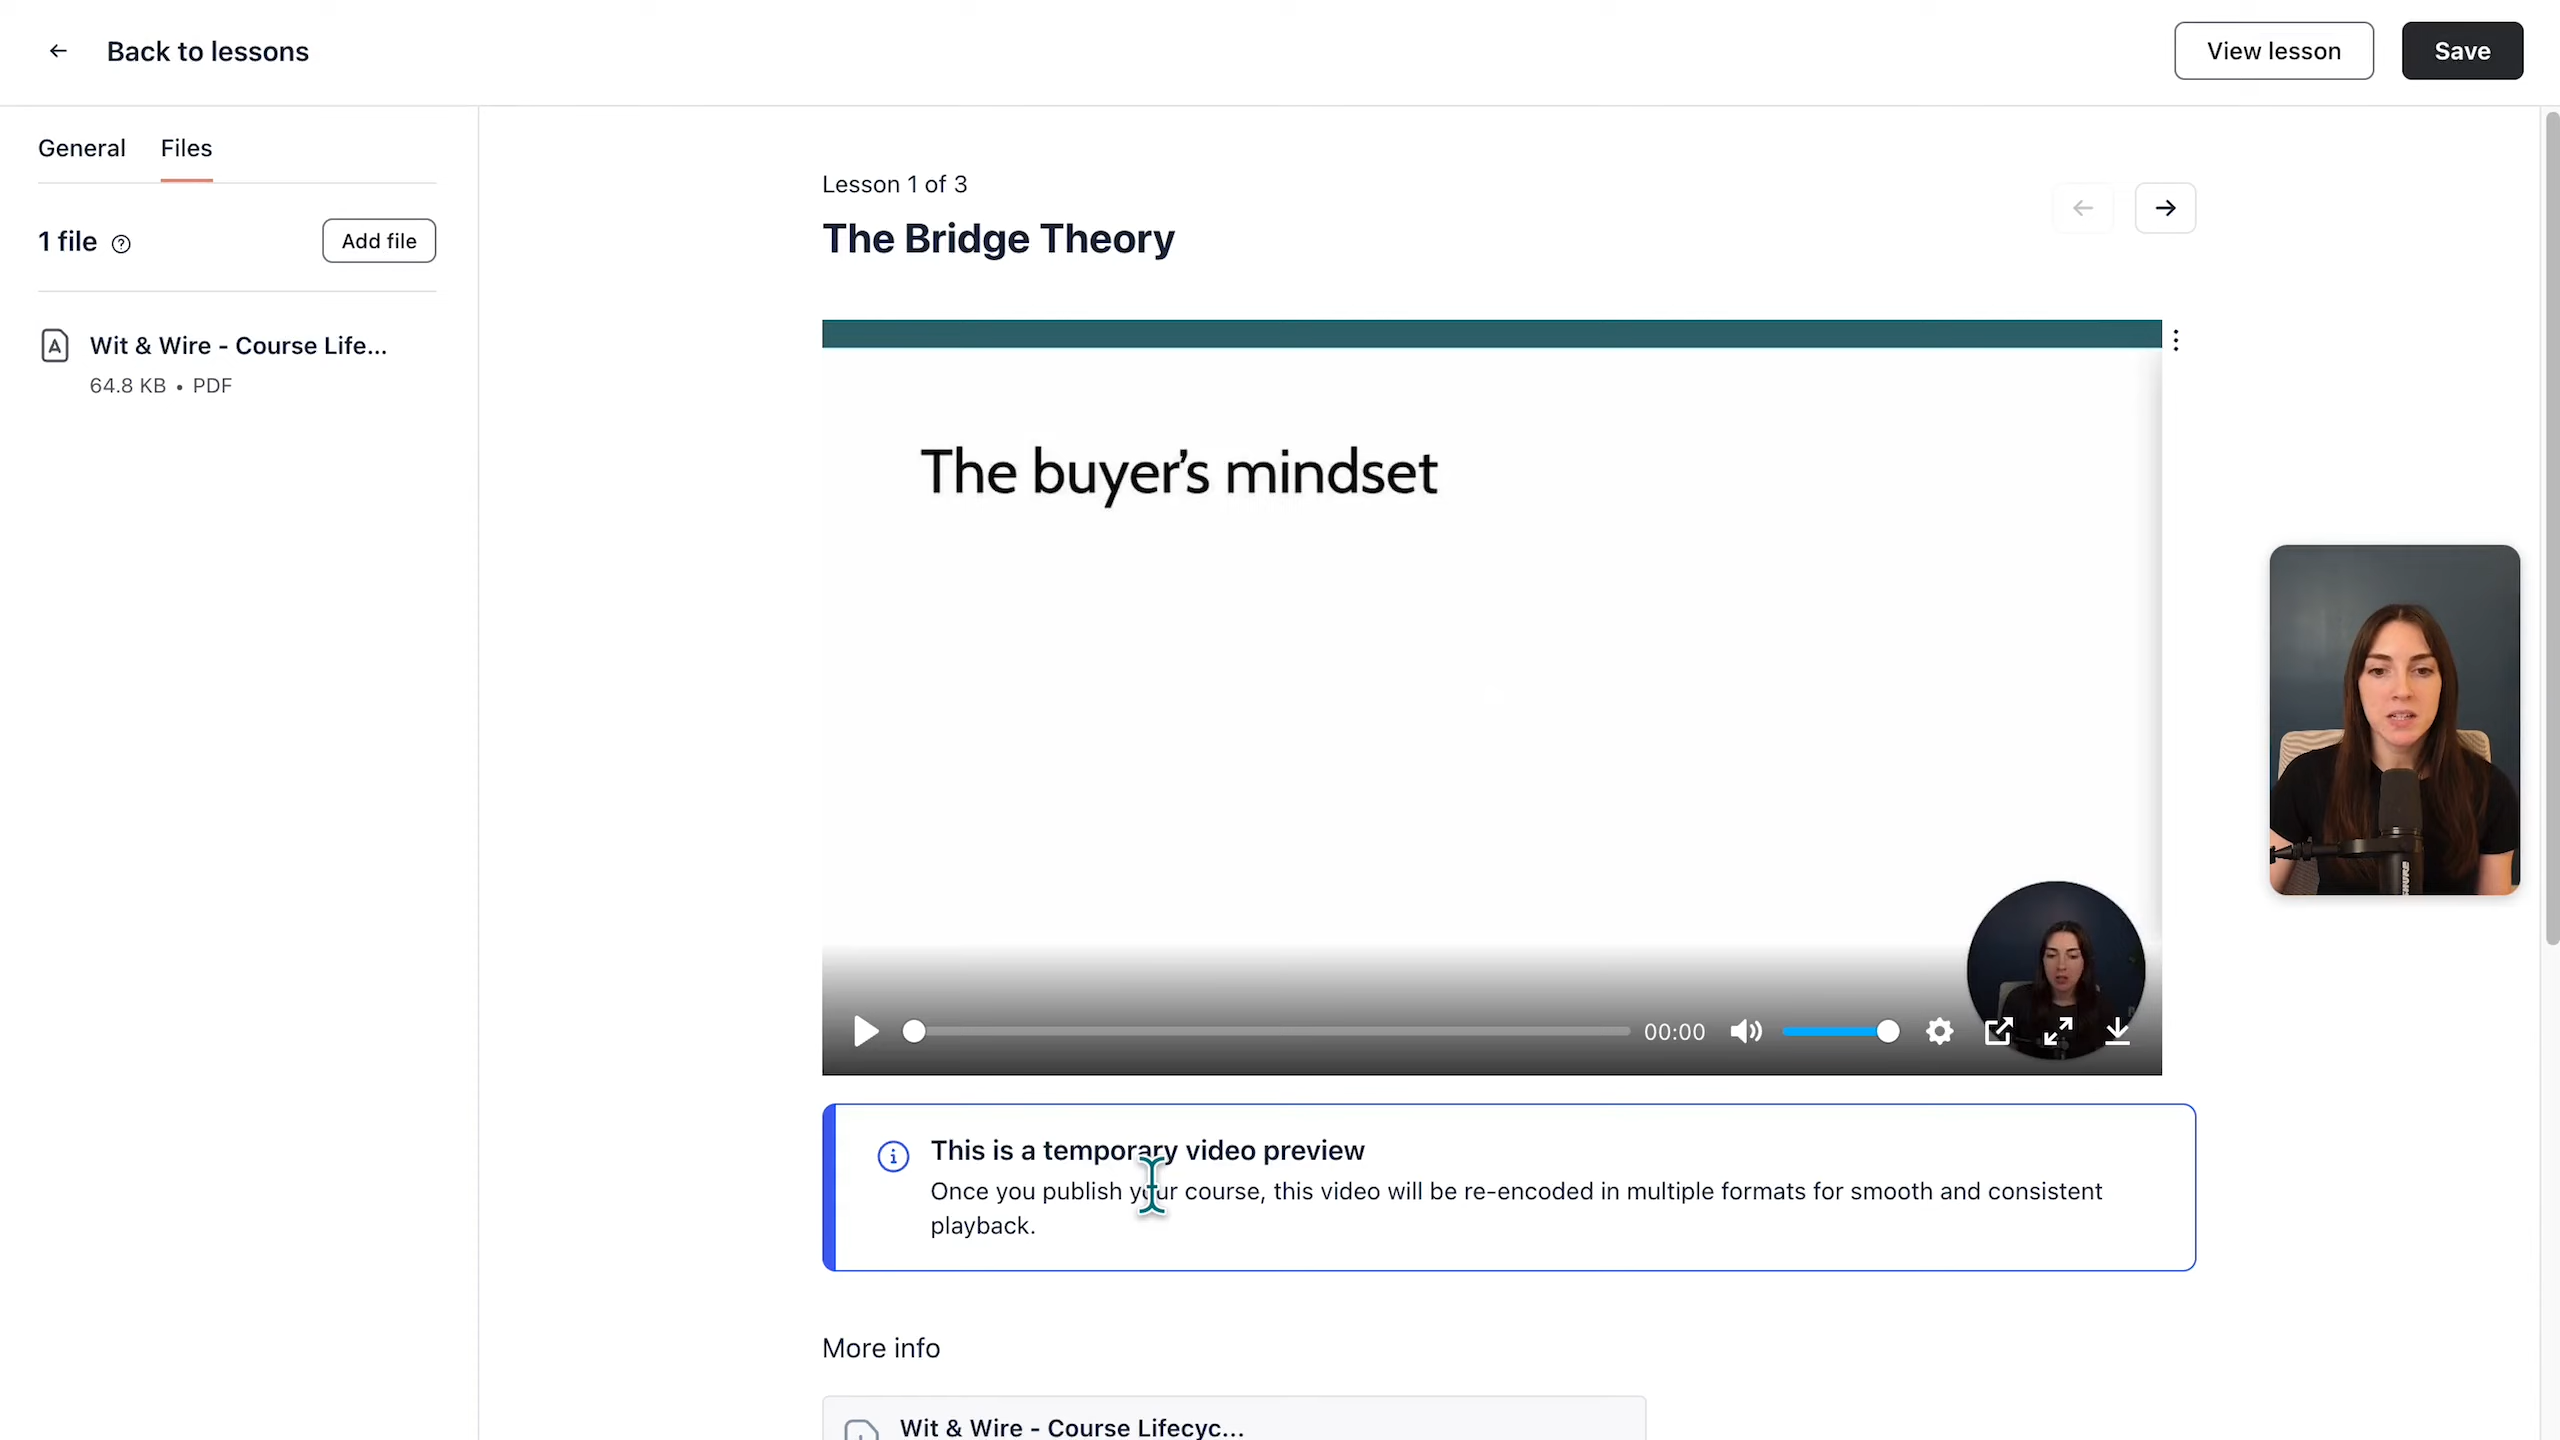 Back to lessons
View lesson
Save
General
Files
1 file
Add file
Wit & Wire - Course Life...
64.8 KB • PDF
Lesson 1 of 3
The Bridge Theory
The buyer's mindset
00:00
This is a temporary video preview
Once you publish your course, this video will be re-encoded in multiple formats for smooth and consistent
playback.
More info
Wit & Wire - Course Lifecyc...
SHURE